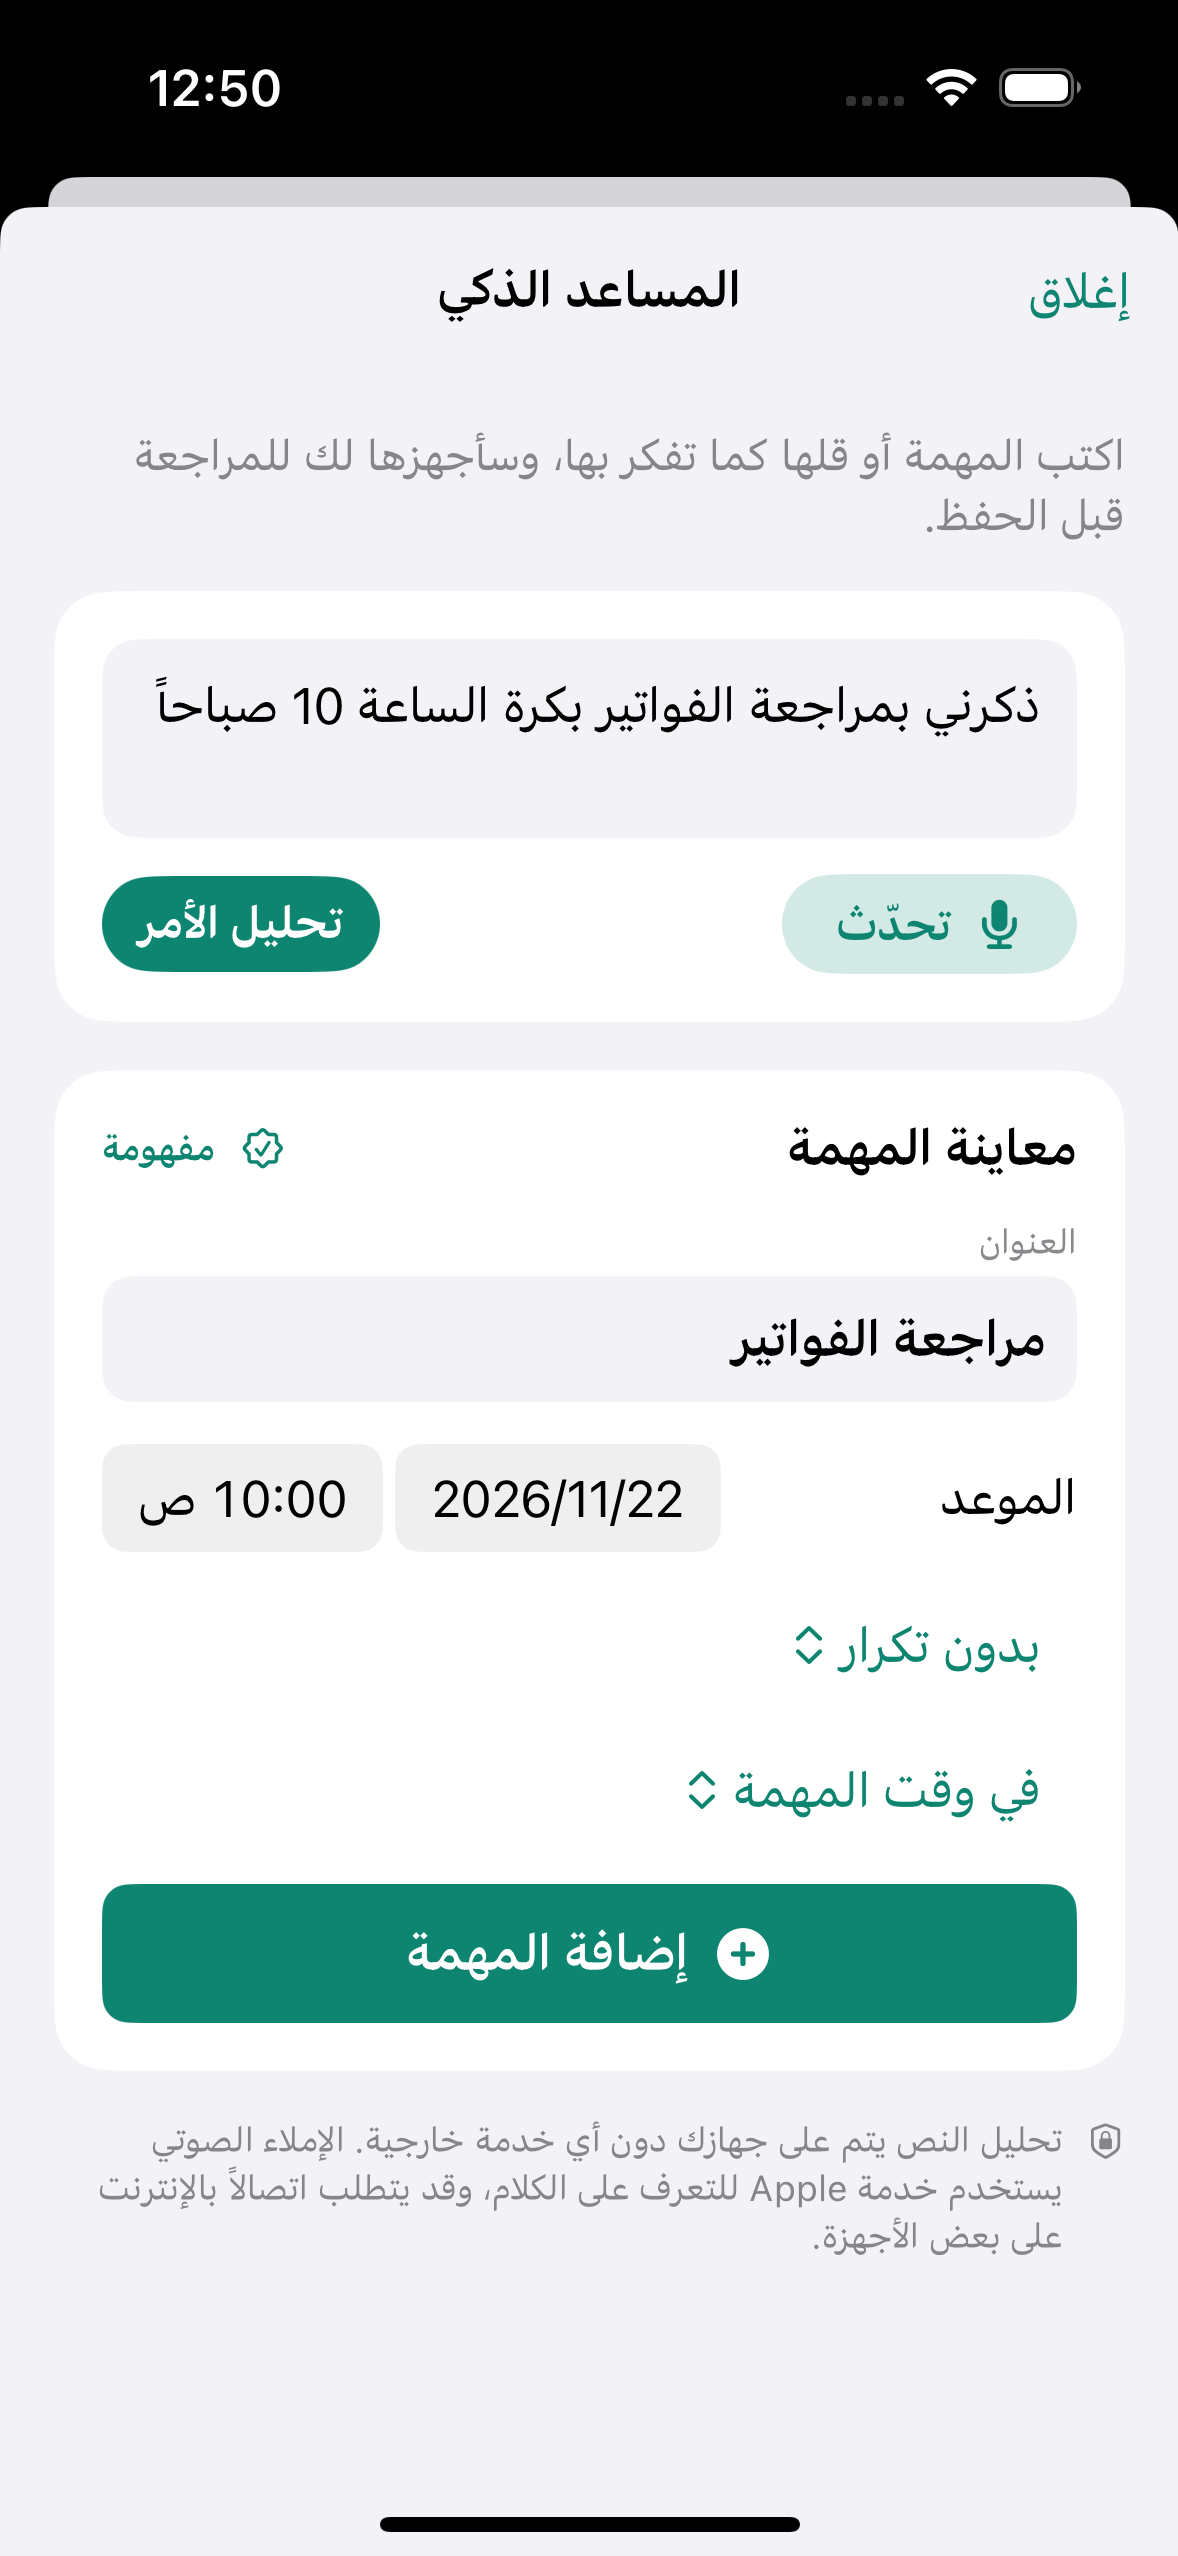 12:50
إغلاق
المساعد الذكي
اكتب المهمة أو قلها كما تفكر بها، وسأجهزها لك للمراجعة
قبل الحفظ.
ذكرني بمراجعة الفواتير بكرة الساعة 10 صباحاً
تحدّث
تحليل الأمر
معاينة المهمة
مفهومة
العنوان
مراجعة الفواتير
الموعد
2026/11/22
10:00 ص
بدون تكرار
في وقت المهمة
إضافة المهمة
تحليل النص يتم على جهازك دون أي خدمة خارجية. الإملاء الصوتي
يستخدم خدمة Apple للتعرف على الكلام، وقد يتطلب اتصالاً بالإنترنت
على بعض الأجهزة.